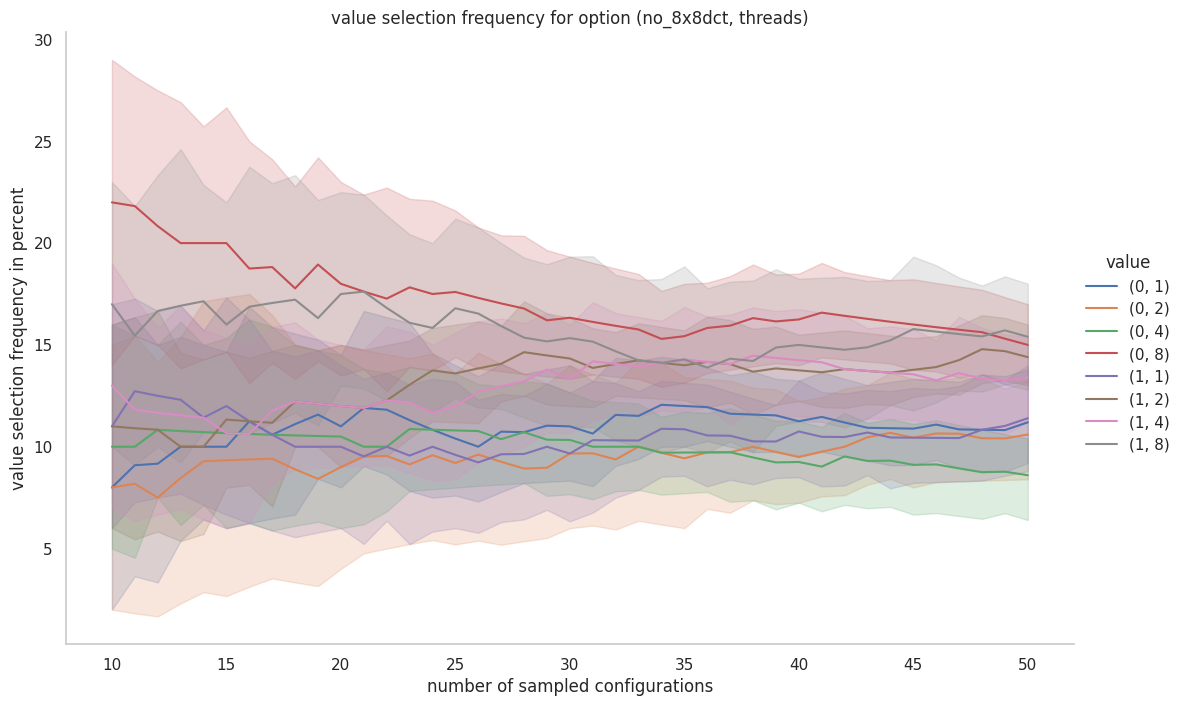 value selection frequency for option (no_8x8dct, threads)
value selection frequency in percent
30
25
20
15
10
5
10 15 20 25 30 35 40 45 50
number of sampled configurations
value
(0, 1)
(0, 2)
(0, 4)
(0, 8)
(1, 1)
(1, 2)
(1, 4)
(1, 8)